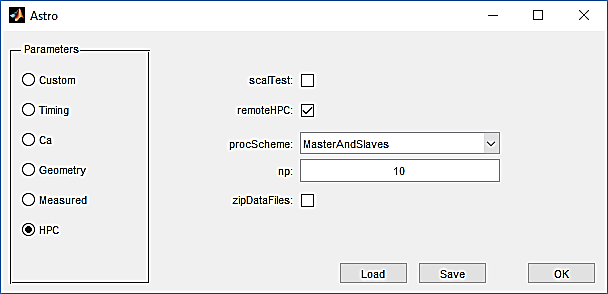 Astro
Parameters
Custom
Timing
Ca
Geometry
Measured
HPC
scalTest:
remoteHPC:
procScheme: MasterAndSlaves
np: 10
zipDataFiles:
Load Save OK